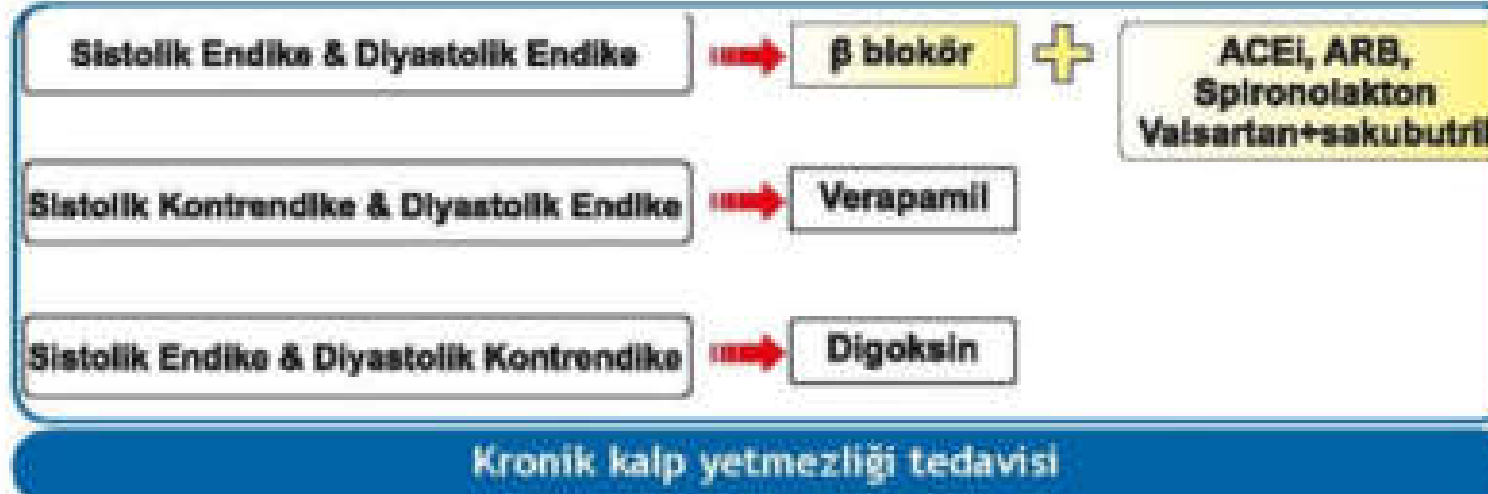 Sistolik Endike & Diyastolik Endike
β blokör
ACEi, ARB,
Spironolakton
Valsartan+sakubutril
Sistolik Kontrendike & Diyastolik Endike
Verapamil
Sistolik Endike & Diyastolik Kontrendike
Digoksin
Kronik kalp yetmezliği tedavisi